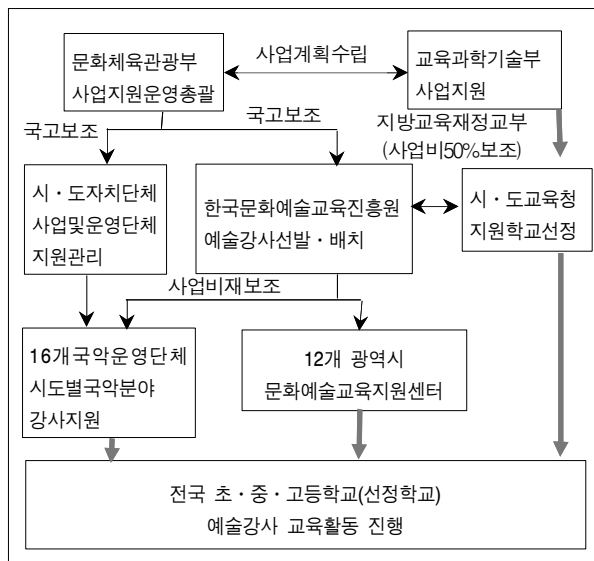 문화체육관광부
사업지원운영총괄
사업계획수립
교육과학기술부
사업지원
국고보조
국고보조
지방교육재정교부
(사업비50%보조)
시・도자치단체
사업및운영단체
지원관리
한국문화예술교육진흥원
예술강사선발・배치
시・도교육청
지원학교선정
사업비재보조
16개국악운영단체
시도별국악분야
강사지원
12개 광역시
문화예술교육지원센터
전국 초・중・고등학교(선정학교)
예술강사 교육활동 진행